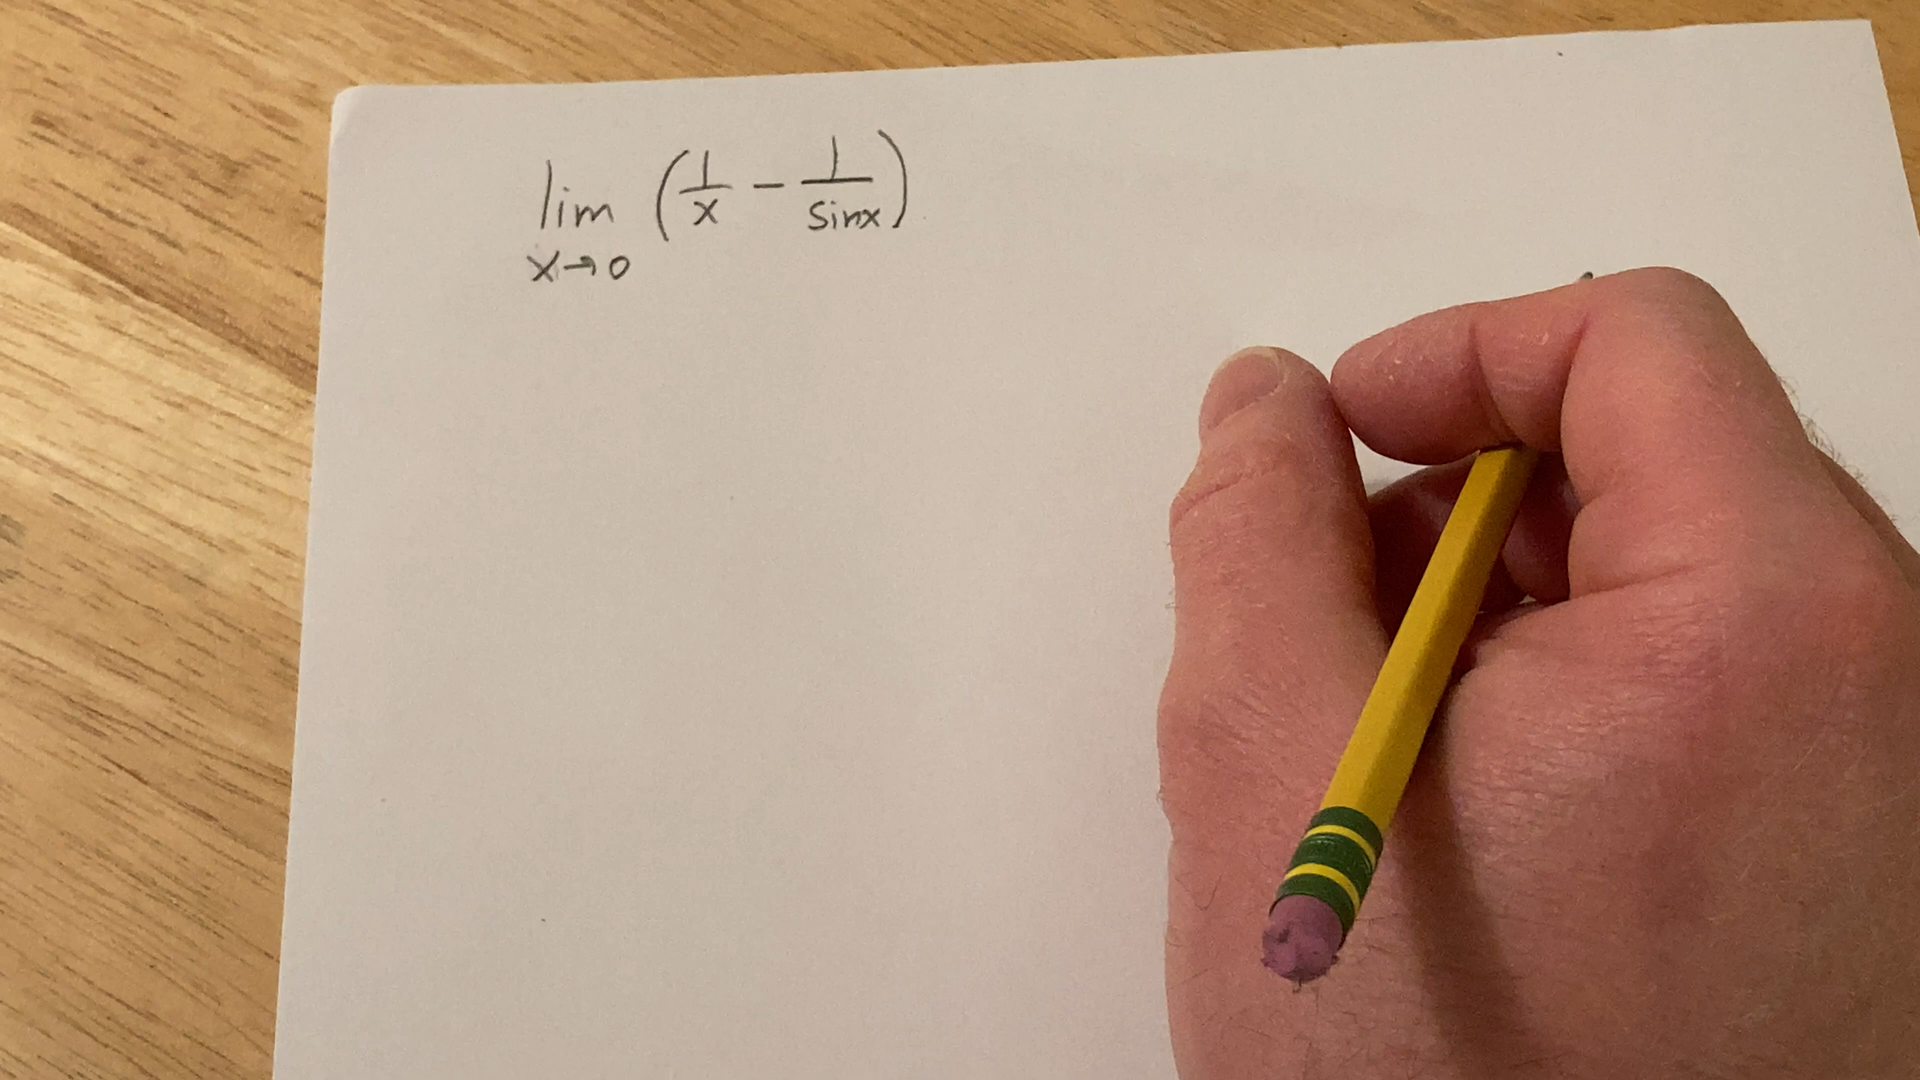 lim (1/x - 1/sinx)
x→0